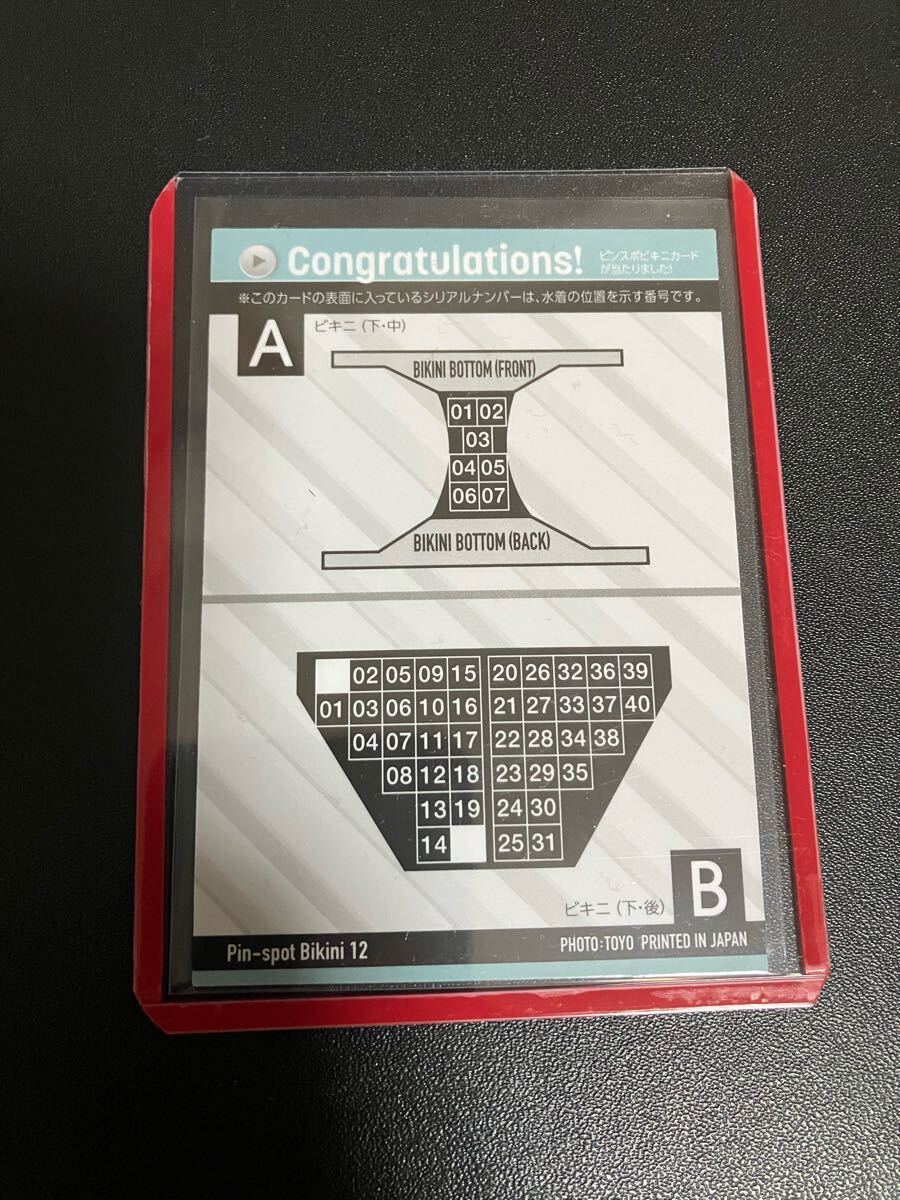 Congratulations!
ピンスポビキニカード
が当たりました!
※このカードの表面に入っているシリアルナンバーは、水着の位置を示す番号です。
A
ビキニ (下・中)
BIKINI BOTTOM (FRONT)
01 02
03
04 05
06 07
BIKINI BOTTOM (BACK)
02 05 09 15 20 26 32 36 39
01 03 06 10 16 21 27 33 37 40
04 07 11 17 22 28 34 38
08 12 18 23 29 35
13 19 24 30
14 25 31
ビキニ (下・後)
B
Pin-spot Bikini 12
PHOTO:TOYO PRINTED IN JAPAN